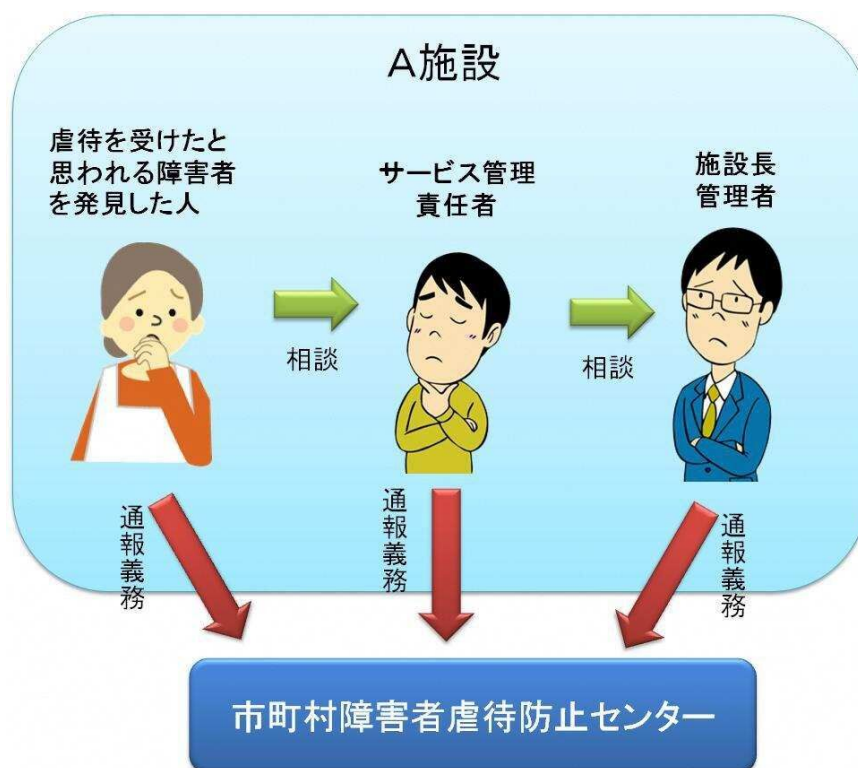 A施設
虐待を受けたと
思われる障害者
を発見した人
サービス管理
責任者
施設長
管理者
相談
相談
通報義務
通報義務
通報義務
市町村障害者虐待防止センター